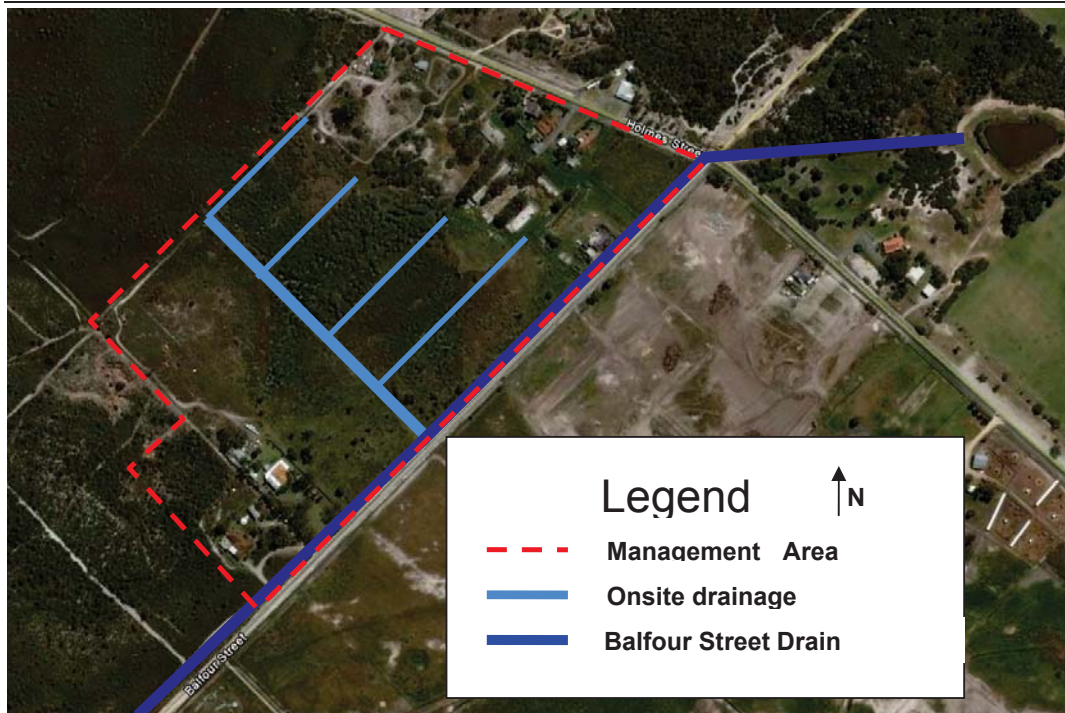 Holmes Street
Balfour Street
Legend
N
Management Area
Onsite drainage
Balfour Street Drain